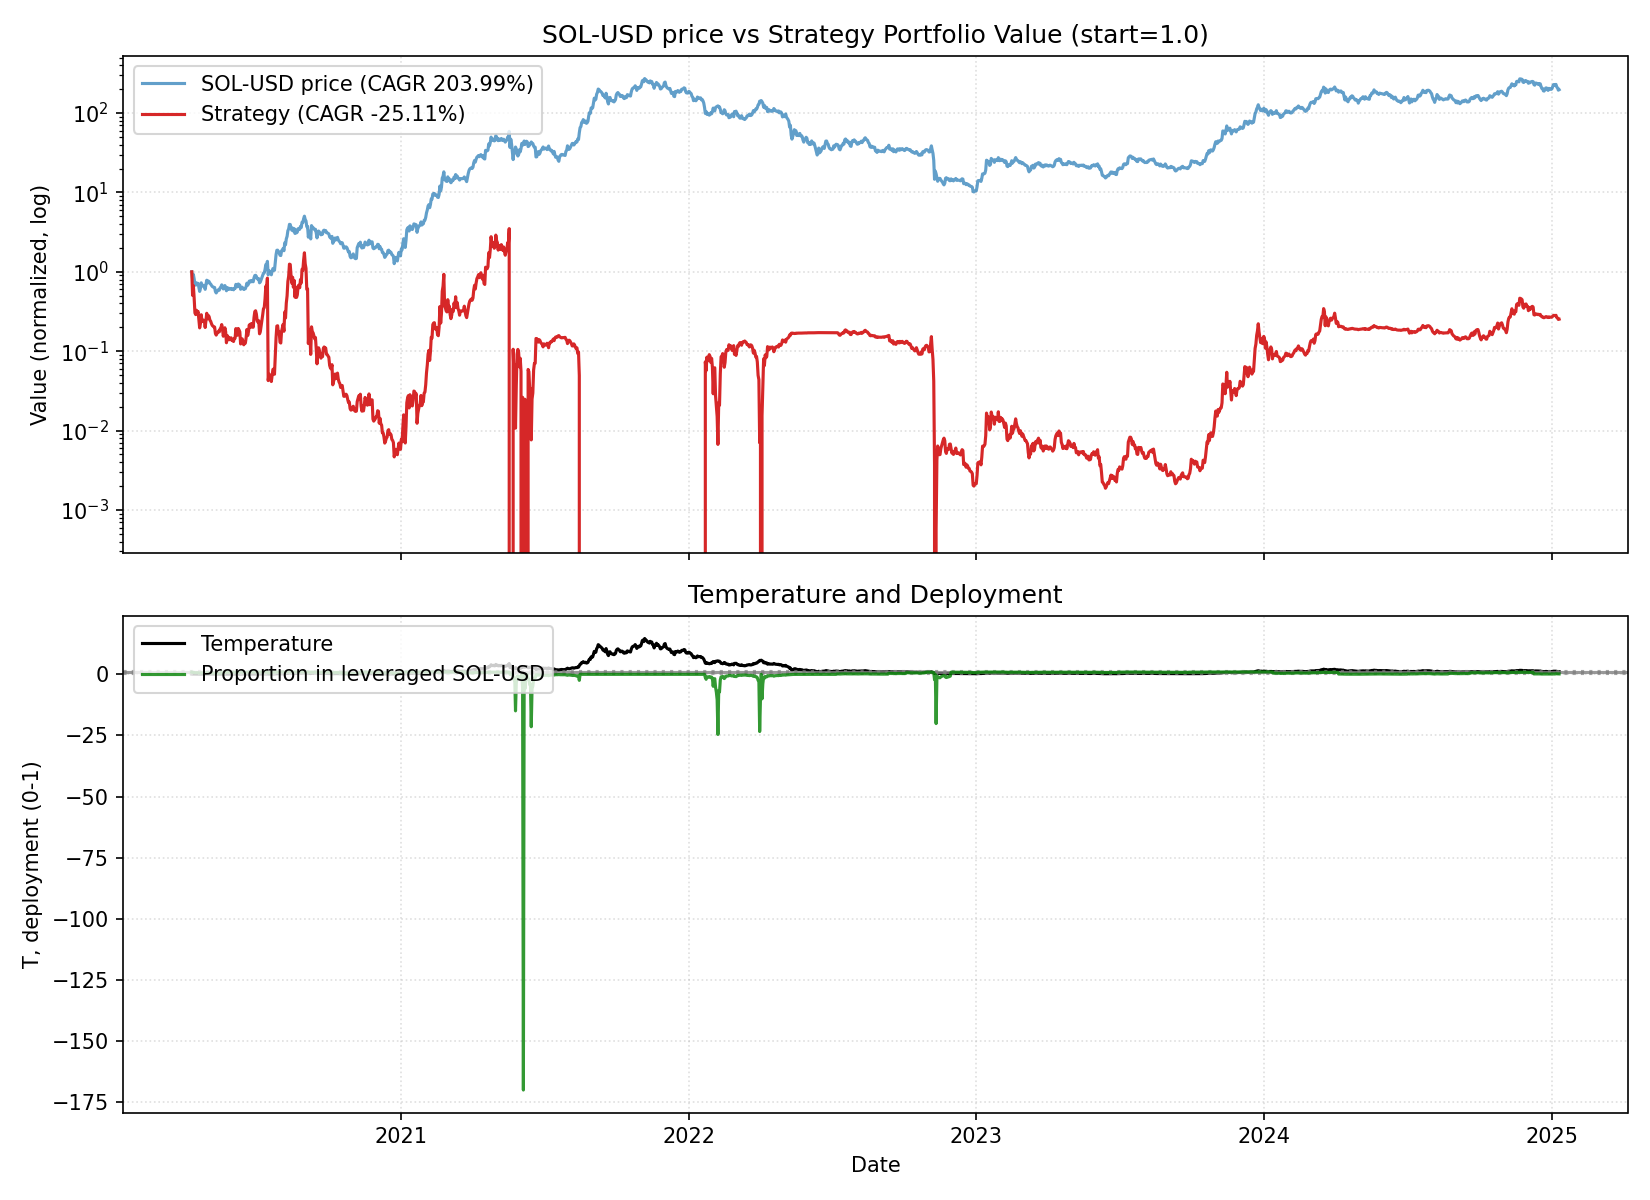 SOL-USD price vs Strategy Portfolio Value (start=1.0)
SOL-USD price (CAGR 203.99%)
Strategy (CAGR -25.11%)
Value (normalized, log)
10²
10¹
10⁰
10⁻¹
10⁻²
10⁻³
Temperature and Deployment
Temperature
Proportion in leveraged SOL-USD
T, deployment (0-1)
0
−25
−50
−75
−100
−125
−150
−175
2021 2022 2023 2024 2025
Date